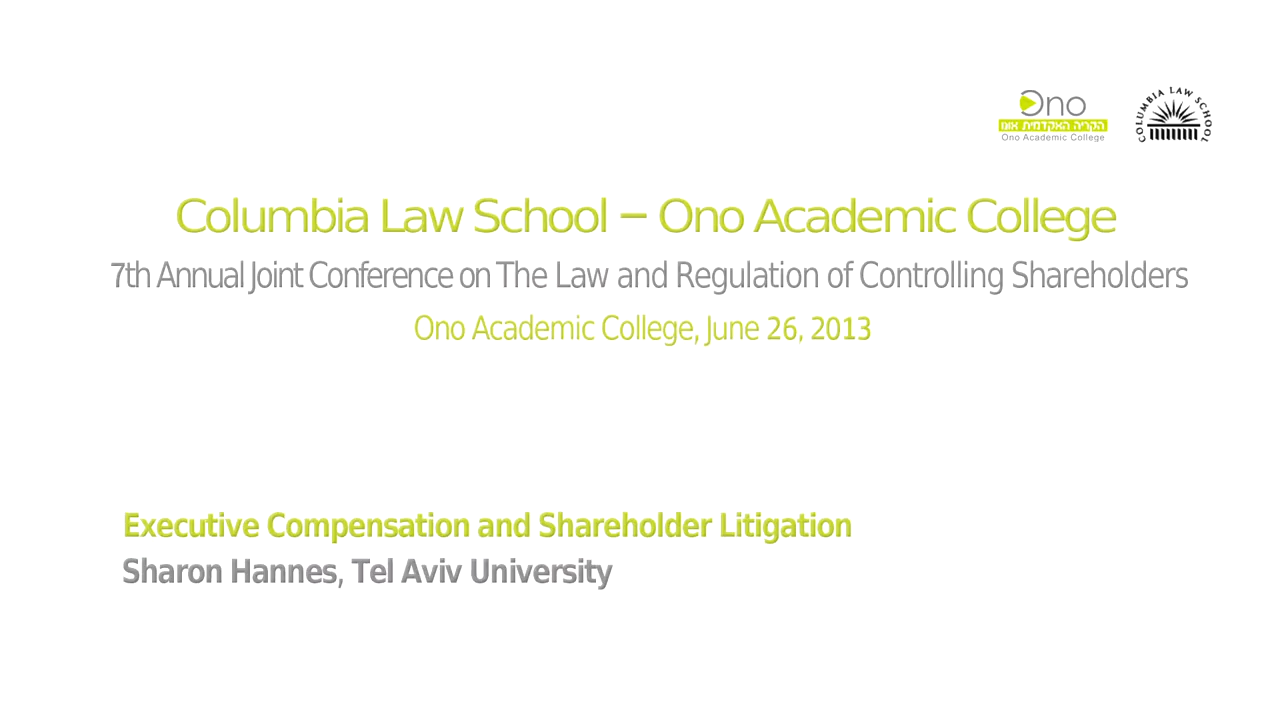 Ono
הקריה האקדמית אונו
Ono Academic College
COLUMBIA LAW SCHOOL
Columbia Law School – Ono Academic College
7th Annual Joint Conference on The Law and Regulation of Controlling Shareholders
Ono Academic College, June 26, 2013
Executive Compensation and Shareholder Litigation
Sharon Hannes, Tel Aviv University